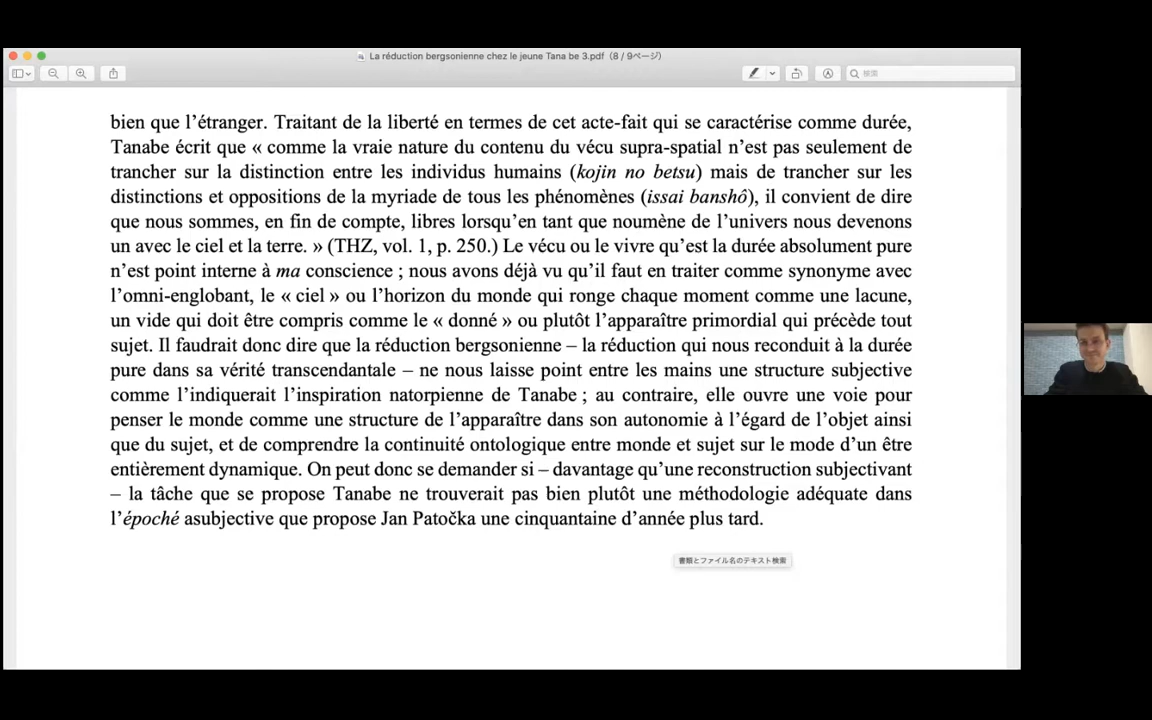 La réduction bergsonienne chez le jeune Tana be 3.pdf（8 / 9ページ）
検索
bien que l’étranger. Traitant de la liberté en termes de cet acte-fait qui se caractérise comme durée,
Tanabe écrit que « comme la vraie nature du contenu du vécu supra-spatial n’est pas seulement de
trancher sur la distinction entre les individus humains (kojin no betsu) mais de trancher sur les
distinctions et oppositions de la myriade de tous les phénomènes (issai banshô), il convient de dire
que nous sommes, en fin de compte, libres lorsqu’en tant que noumène de l’univers nous devenons
un avec le ciel et la terre. » (THZ, vol. 1, p. 250.) Le vécu ou le vivre qu’est la durée absolument pure
n’est point interne à ma conscience ; nous avons déjà vu qu’il faut en traiter comme synonyme avec
l’omni-englobant, le « ciel » ou l’horizon du monde qui ronge chaque moment comme une lacune,
un vide qui doit être compris comme le « donné » ou plutôt l’apparaître primordial qui précède tout
sujet. Il faudrait donc dire que la réduction bergsonienne – la réduction qui nous reconduit à la durée
pure dans sa vérité transcendantale – ne nous laisse point entre les mains une structure subjective
comme l’indiquerait l’inspiration natorpienne de Tanabe ; au contraire, elle ouvre une voie pour
penser le monde comme une structure de l’apparaître dans son autonomie à l’égard de l’objet ainsi
que du sujet, et de comprendre la continuité ontologique entre monde et sujet sur le mode d’un être
entièrement dynamique. On peut donc se demander si – davantage qu’une reconstruction subjectivant
– la tâche que se propose Tanabe ne trouverait pas bien plutôt une méthodologie adéquate dans
l’époché asubjective que propose Jan Patočka une cinquantaine d’année plus tard.
書類とファイル名のテキスト検索